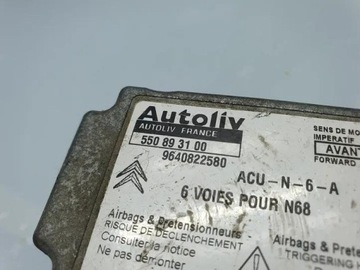 Autoliv
AUTOLIV FRANCE
550 89 31 00
9640822580
SENS DE MO
IMPERATIF
AVANT
FORWARD
ACU-N-6-A
6 VOIES POUR N68
Airbags & Pretensionneurs
RISQUE DE DECLENCHEMENT
Consulter la notice
Ne pas démonter
Airbags & Prete
TRIGGERING